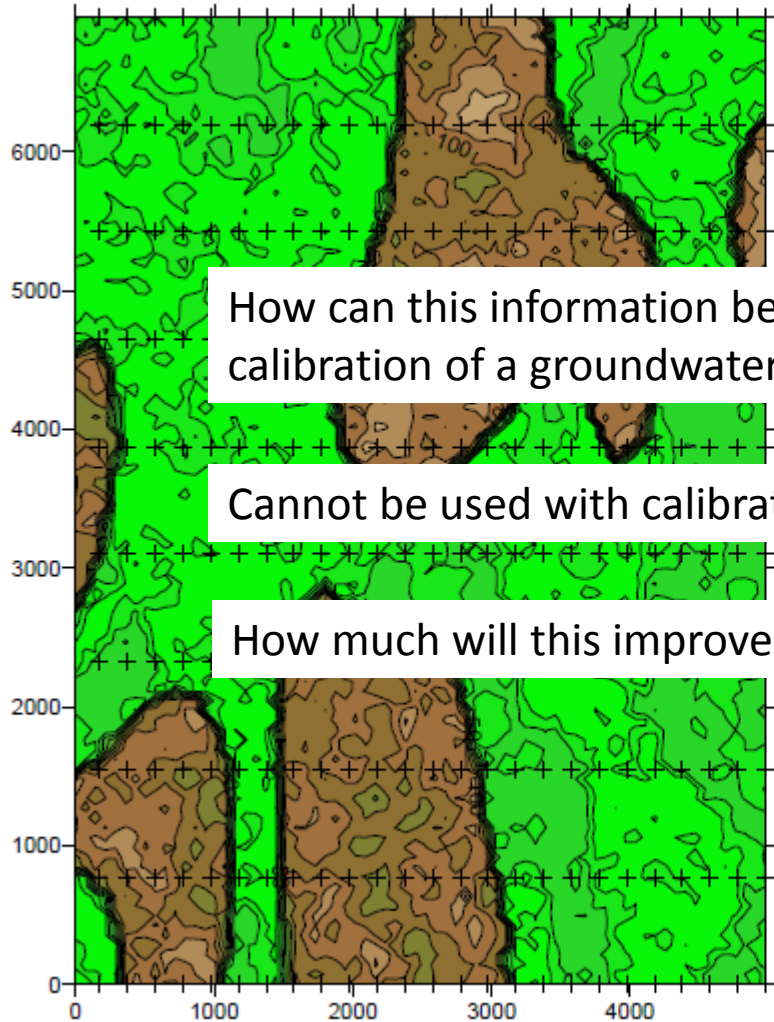 6000
100
5000
How can this information be
calibration of a groundwater
4000
Cannot be used with calibrat
3000
How much will this improve
2000
1000
0
0 1000 2000 3000 4000